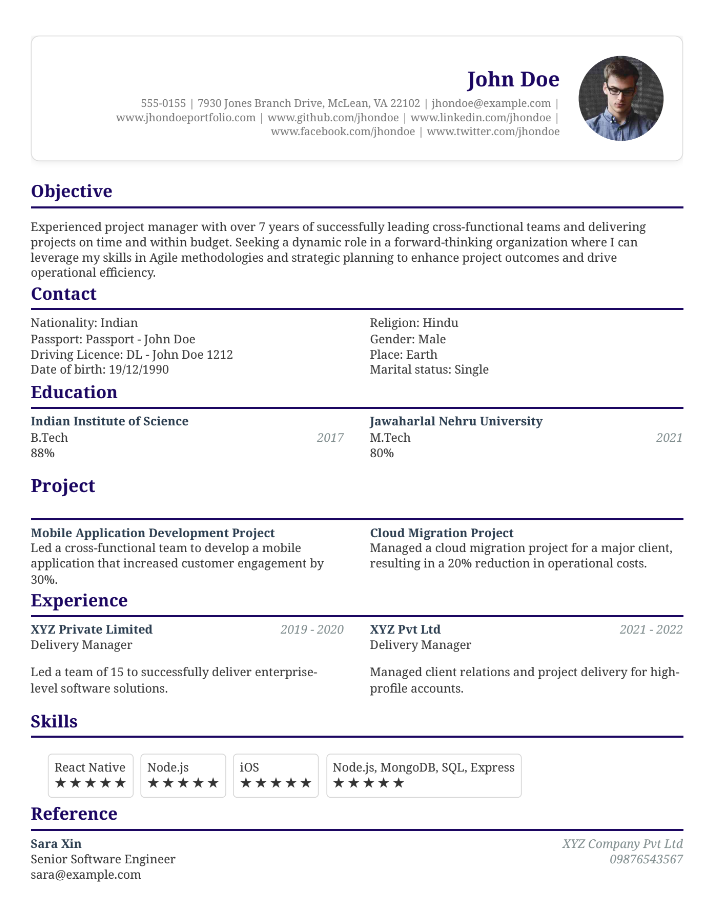 John Doe
555-0155 | 7930 Jones Branch Drive, McLean, VA 22102 | jhondoe@example.com |
www.jhondoeportfolio.com | www.github.com/jhondoe | www.linkedin.com/jhondoe |
www.facebook.com/jhondoe | www.twitter.com/jhondoe
Objective
Experienced project manager with over 7 years of successfully leading cross-functional teams and delivering
projects on time and within budget. Seeking a dynamic role in a forward-thinking organization where I can
leverage my skills in Agile methodologies and strategic planning to enhance project outcomes and drive
operational efficiency.
Contact
Nationality: Indian
Passport: Passport - John Doe
Driving Licence: DL - John Doe 1212
Date of birth: 19/12/1990
Religion: Hindu
Gender: Male
Place: Earth
Marital status: Single
Education
Indian Institute of Science
B.Tech 2017
88%
Jawaharlal Nehru University
M.Tech 2021
80%
Project
Mobile Application Development Project
Led a cross-functional team to develop a mobile
application that increased customer engagement by
30%.
Cloud Migration Project
Managed a cloud migration project for a major client,
resulting in a 20% reduction in operational costs.
Experience
XYZ Private Limited 2019 - 2020
Delivery Manager
Led a team of 15 to successfully deliver enterprise-
level software solutions.
XYZ Pvt Ltd 2021 - 2022
Delivery Manager
Managed client relations and project delivery for high-
profile accounts.
Skills
React Native
★★★★★
Node.js
★★★★★
iOS
★★★★★
Node.js, MongoDB, SQL, Express
★★★★★
Reference
Sara Xin XYZ Company Pvt Ltd
Senior Software Engineer 09876543567
sara@example.com